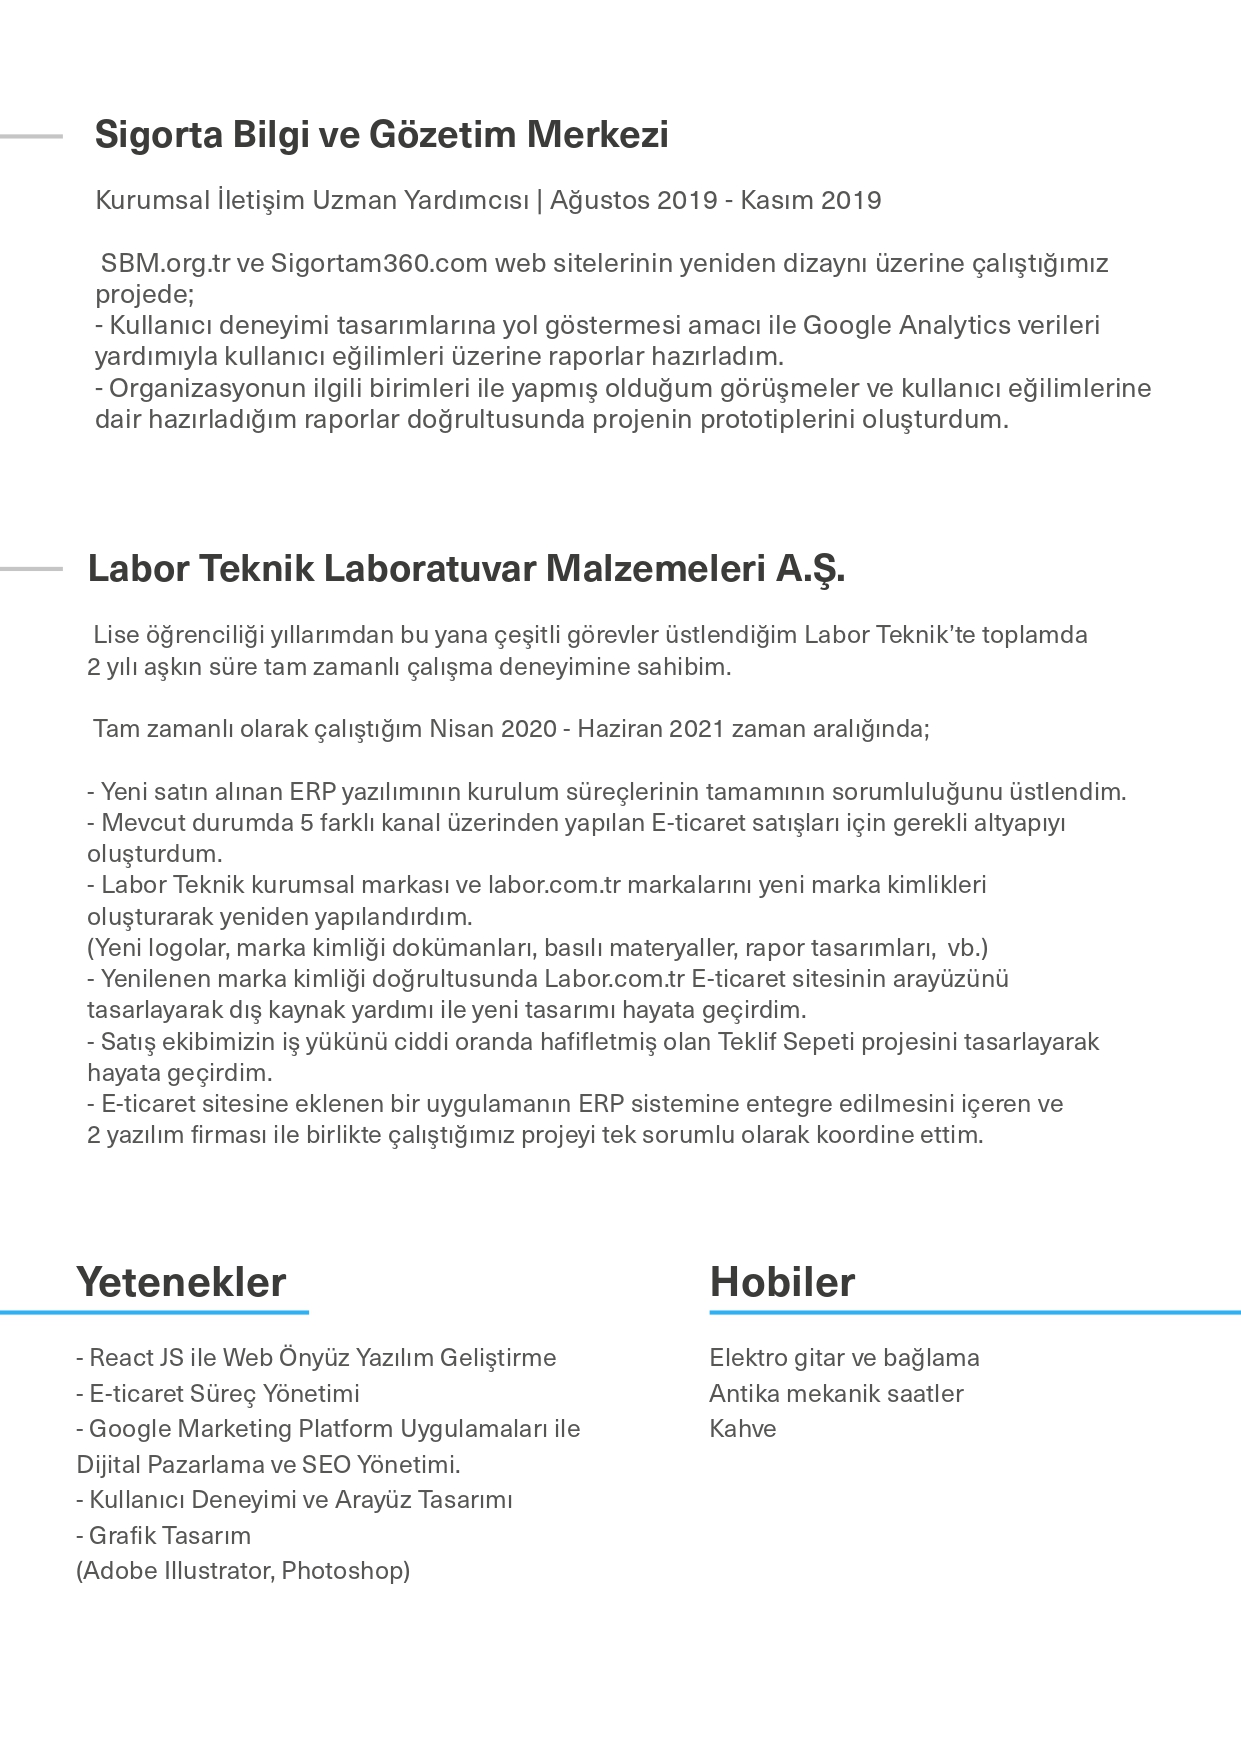 Sigorta Bilgi ve Gözetim Merkezi
Kurumsal İletişim Uzman Yardımcısı | Ağustos 2019 - Kasım 2019
SBM.org.tr ve Sigortam360.com web sitelerinin yeniden dizaynı üzerine çalıştığımız
projede;
- Kullanıcı deneyimi tasarımlarına yol göstermesi amacı ile Google Analytics verileri
yardımıyla kullanıcı eğilimleri üzerine raporlar hazırladım.
- Organizasyonun ilgili birimleri ile yapmış olduğum görüşmeler ve kullanıcı eğilimlerine
dair hazırladığım raporlar doğrultusunda projenin prototiplerini oluşturdum.
Labor Teknik Laboratuvar Malzemeleri A.Ş.
Lise öğrenciliği yıllarımdan bu yana çeşitli görevler üstlendiğim Labor Teknik’te toplamda
2 yılı aşkın süre tam zamanlı çalışma deneyimine sahibim.
Tam zamanlı olarak çalıştığım Nisan 2020 - Haziran 2021 zaman aralığında;
- Yeni satın alınan ERP yazılımının kurulum süreçlerinin tamamının sorumluluğunu üstlendim.
- Mevcut durumda 5 farklı kanal üzerinden yapılan E-ticaret satışları için gerekli altyapıyı
oluşturdum.
- Labor Teknik kurumsal markası ve labor.com.tr markalarını yeni marka kimlikleri
oluşturarak yeniden yapılandırdım.
(Yeni logolar, marka kimliği dokümanları, basılı materyaller, rapor tasarımları,  vb.)
- Yenilenen marka kimliği doğrultusunda Labor.com.tr E-ticaret sitesinin arayüzünü
tasarlayarak dış kaynak yardımı ile yeni tasarımı hayata geçirdim.
- Satış ekibimizin iş yükünü ciddi oranda hafifletmiş olan Teklif Sepeti projesini tasarlayarak
hayata geçirdim.
- E-ticaret sitesine eklenen bir uygulamanın ERP sistemine entegre edilmesini içeren ve
2 yazılım firması ile birlikte çalıştığımız projeyi tek sorumlu olarak koordine ettim.
Yetenekler
- React JS ile Web Önyüz Yazılım Geliştirme
- E-ticaret Süreç Yönetimi
- Google Marketing Platform Uygulamaları ile
Dijital Pazarlama ve SEO Yönetimi.
- Kullanıcı Deneyimi ve Arayüz Tasarımı
- Grafik Tasarım
(Adobe Illustrator, Photoshop)
Hobiler
Elektro gitar ve bağlama
Antika mekanik saatler
Kahve